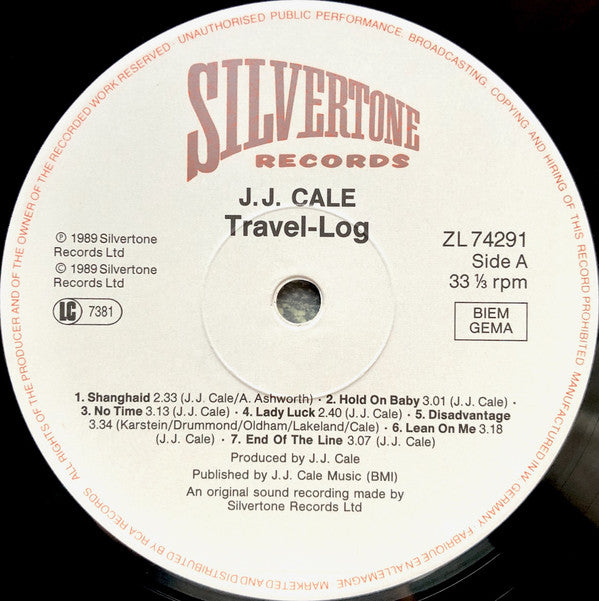 ALL RIGHTS OF THE PRODUCER AND OF THE OWNER OF THE RECORDED WORK RESERVED UNAUTHORISED PUBLIC PERFORMANCE, BROADCASTING, COPYING AND HIRING OF THIS RECORD PROHIBITED MANUFACTURED IN W. GERMANY. FABRIQUE EN ALLEMAGNE MARKETED AND DISTRIBUTED BY RCA RECORDS.
SILVERTONE
RECORDS
J.J. CALE
Travel-Log
℗ 1989 Silvertone
Records Ltd
© 1989 Silvertone
Records Ltd
LC 7381
ZL 74291
Side A
33 ⅓ rpm
BIEM
GEMA
1. Shanghaid 2.33 (J.J. Cale/A. Ashworth) · 2. Hold On Baby 3.01 (J.J. Cale) ·
· 3. No Time 3.13 (J.J. Cale) · 4. Lady Luck 2.40 (J.J. Cale) · 5. Disadvantage
3.34 (Karstein/Drummond/Oldham/Lakeland/Cale) · 6. Lean On Me 3.18
(J.J. Cale) · 7. End Of The Line 3.07 (J.J. Cale)
Produced by J.J. Cale
Published by J.J. Cale Music (BMI)
An original sound recording made by
Silvertone Records Ltd